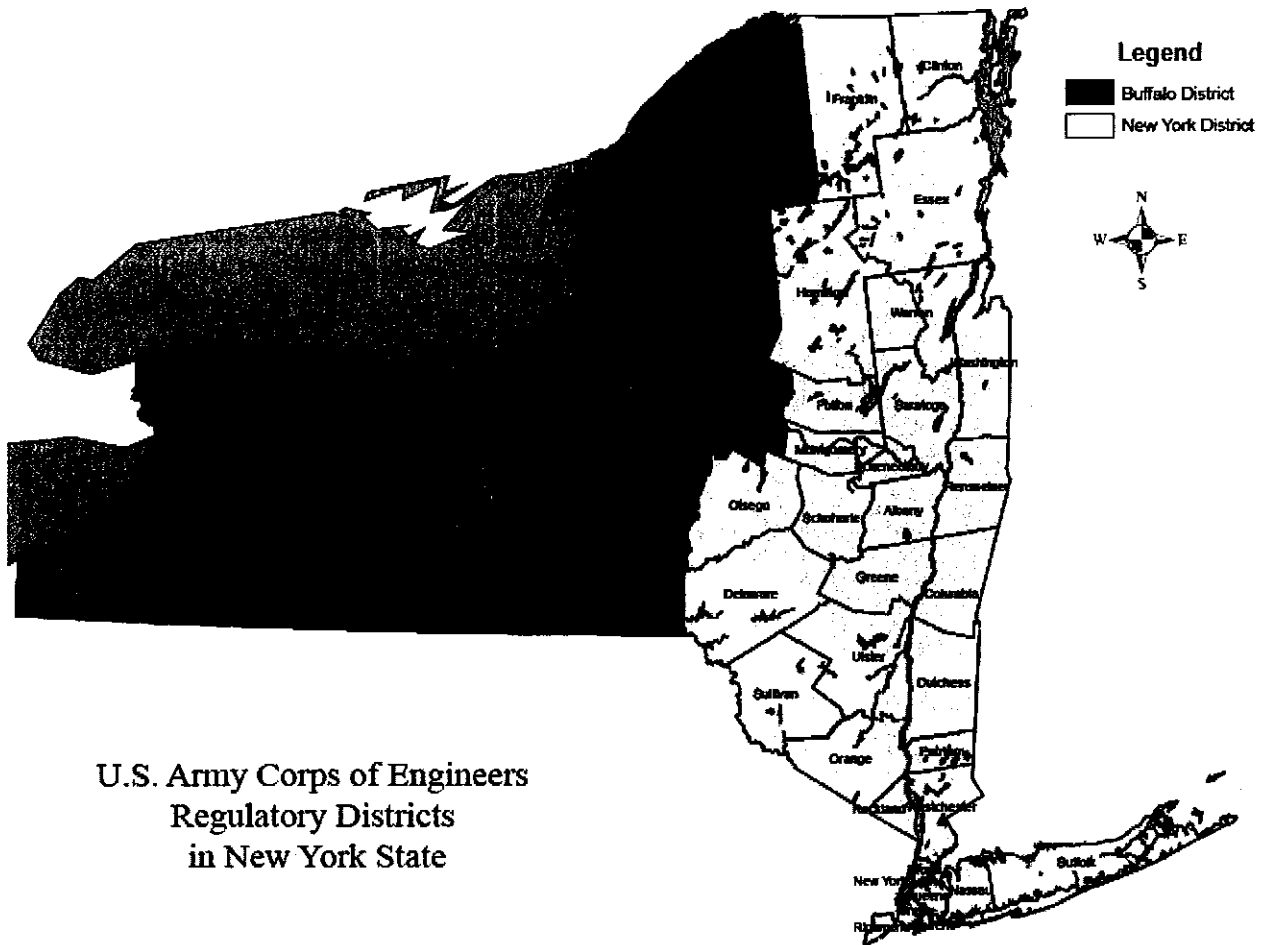 Legend
Buffalo District
New York District
N
W
E
S
Clinton
Franklin
Essex
Hamilton
Warren
Washington
Fulton
Saratoga
Montgomery
Schenectady
Rensselaer
Otsego
Schoharie
Albany
Greene
Columbia
Delaware
Ulster
Dutchess
Sullivan
Orange
Putnam
Rockland
Westchester
Suffolk
New York
Nassau
U.S. Army Corps of Engineers
Regulatory Districts
in New York State